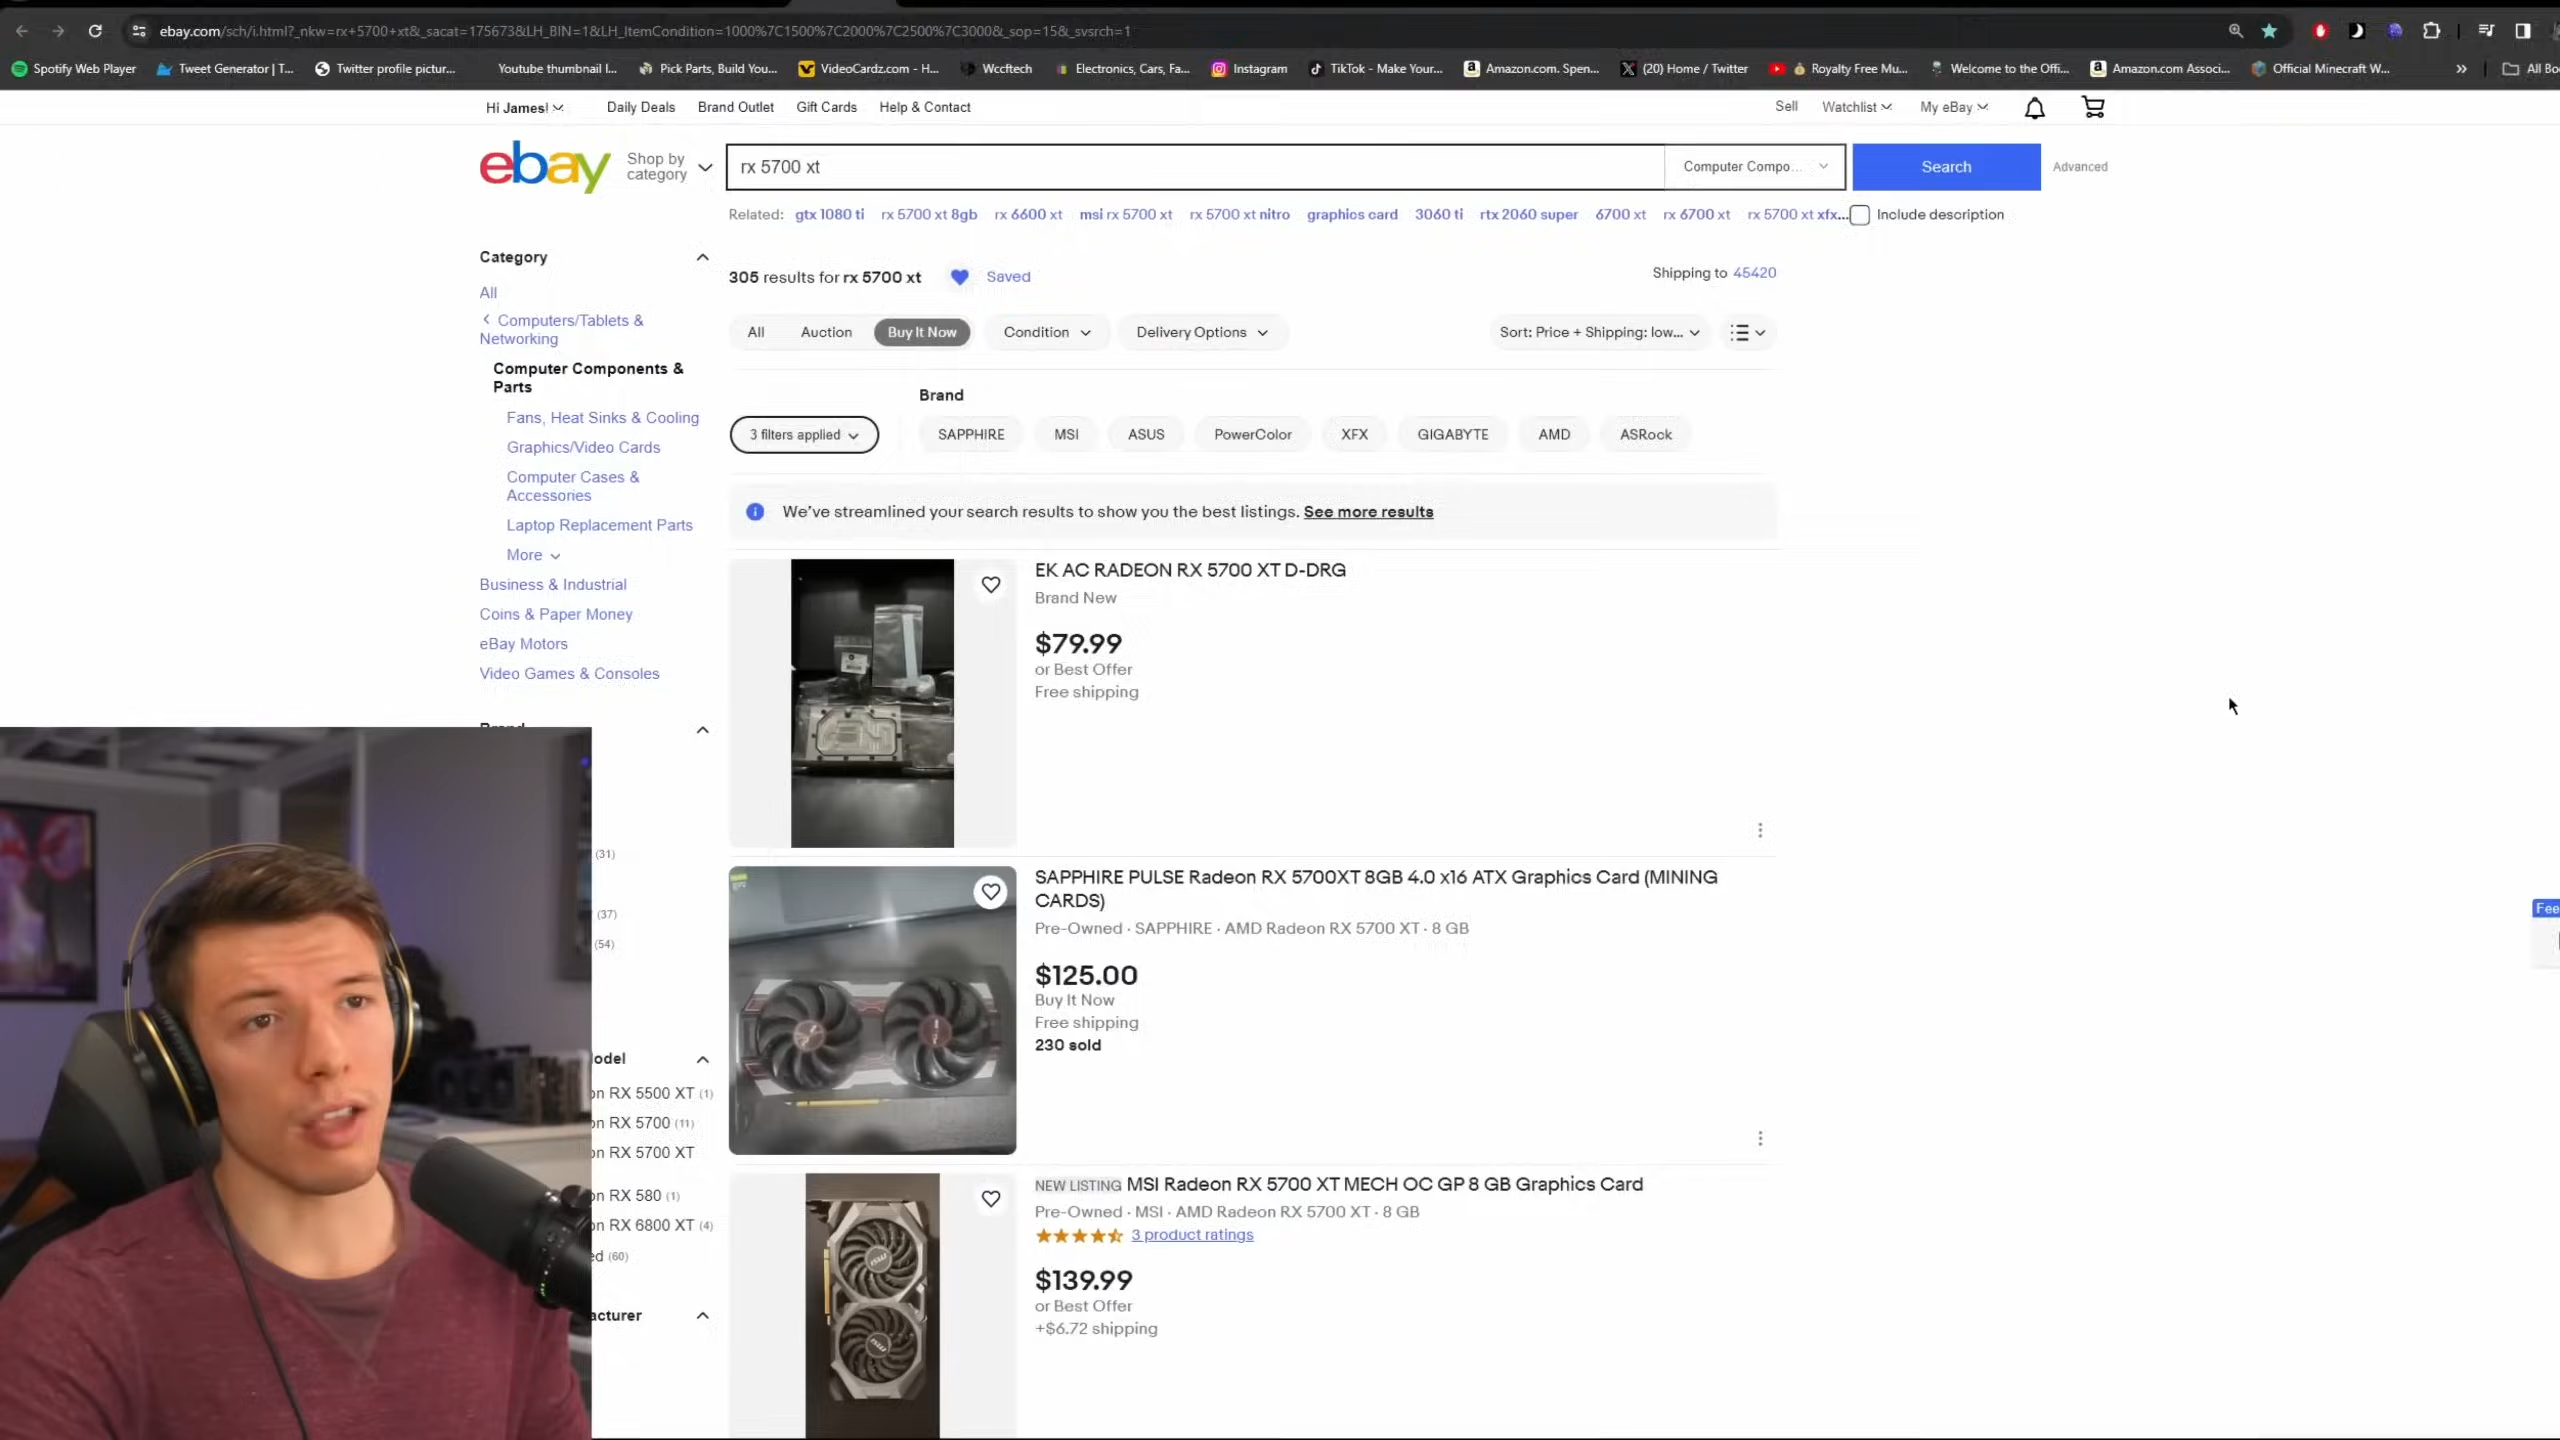 ebay.com/sch/i.html?_nkw=rx+5700+xt&_sacat=175673&LH_BIN=1&LH_ItemCondition=1000%7C1500%7C2000%7C2500%7C3000&_sop=15&_svsrch=1
Spotify Web Player
Tweet Generator | T...
Twitter profile pictur...
Youtube thumbnail l...
Pick Parts, Build You...
VideoCardz.com - H...
Wccftech
Electronics, Cars, Fa...
Instagram
TikTok - Make Your...
Amazon.com. Spen...
(20) Home / Twitter
Royalty Free Mu...
Welcome to the Offi...
Amazon.com Associ...
Official Minecraft W...
All Bo
Hi James!
Daily Deals
Brand Outlet
Gift Cards
Help & Contact
Sell
Watchlist
My eBay
ebay
Shop by
category
rx 5700 xt
Computer Compo...
Search
Advanced
Related: gtx 1080 ti rx 5700 xt 8gb rx 6600 xt msi rx 5700 xt rx 5700 xt nitro graphics card 3060 ti rtx 2060 super 6700 xt rx 6700 xt rx 5700 xt xfx...
Include description
Category
All
Computers/Tablets &
Networking
Computer Components &
Parts
Fans, Heat Sinks & Cooling
Graphics/Video Cards
Computer Cases &
Accessories
Laptop Replacement Parts
More
Business & Industrial
Coins & Paper Money
eBay Motors
Video Games & Consoles
(31)
(37)
(54)
odel
on RX 5500 XT (1)
on RX 5700 (11)
on RX 5700 XT
on RX 580 (1)
on RX 6800 XT (4)
ed (60)
acturer
305 results for rx 5700 xt
Saved
Shipping to 45420
All
Auction
Buy It Now
Condition
Delivery Options
Sort: Price + Shipping: low...
Brand
3 filters applied
SAPPHIRE
MSI
ASUS
PowerColor
XFX
GIGABYTE
AMD
ASRock
We've streamlined your search results to show you the best listings. See more results
EK AC RADEON RX 5700 XT D-DRG
Brand New
$79.99
or Best Offer
Free shipping
SAPPHIRE PULSE Radeon RX 5700XT 8GB 4.0 x16 ATX Graphics Card (MINING
CARDS)
Pre-Owned · SAPPHIRE · AMD Radeon RX 5700 XT · 8 GB
$125.00
Buy It Now
Free shipping
230 sold
NEW LISTING MSI Radeon RX 5700 XT MECH OC GP 8 GB Graphics Card
Pre-Owned · MSI · AMD Radeon RX 5700 XT · 8 GB
3 product ratings
$139.99
or Best Offer
+$6.72 shipping
Fee